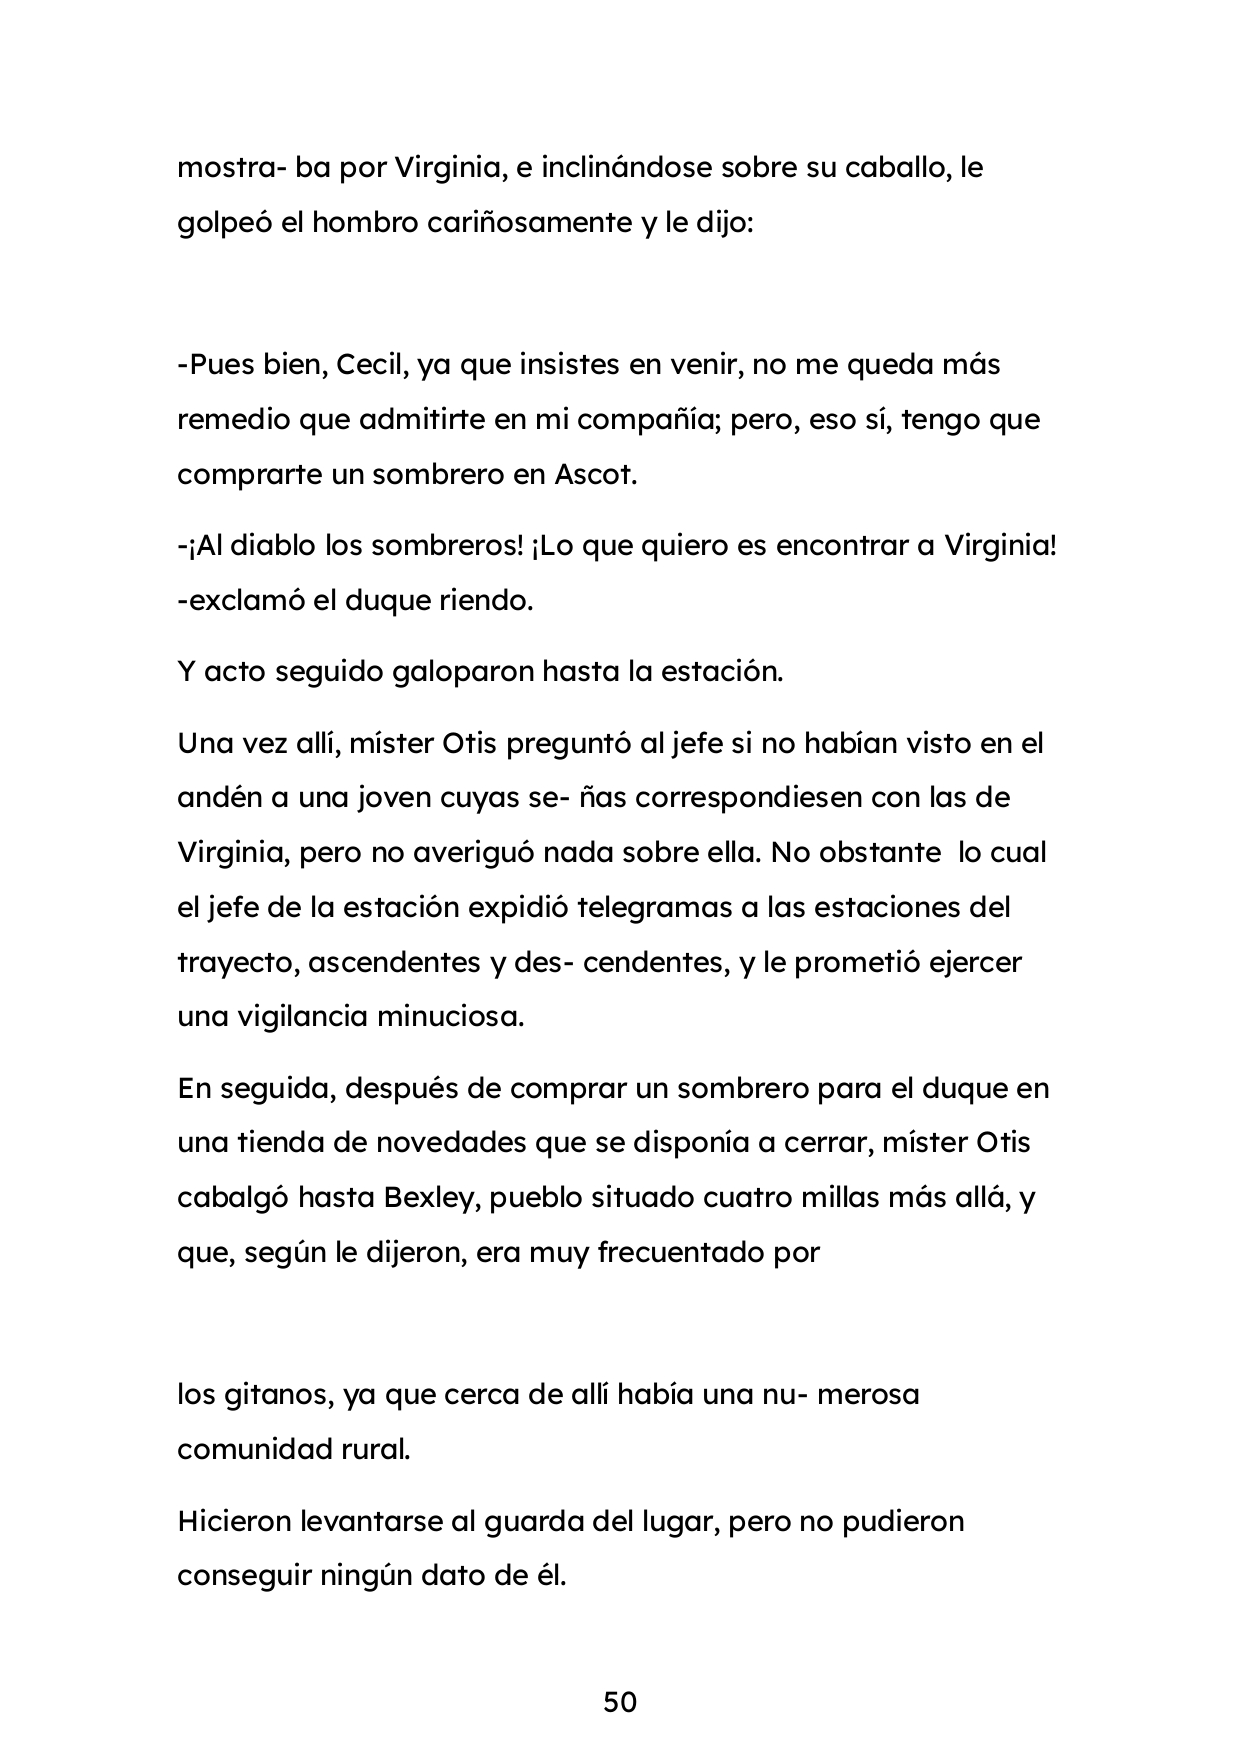 mostra- ba por Virginia, e inclinándose sobre su caballo, le
golpeó el hombro cariñosamente y le dijo:
-Pues bien, Cecil, ya que insistes en venir, no me queda más
remedio que admitirte en mi compañía; pero, eso sí, tengo que
comprarte un sombrero en Ascot.
-¡Al diablo los sombreros! ¡Lo que quiero es encontrar a Virginia!
-exclamó el duque riendo.
Y acto seguido galoparon hasta la estación.
Una vez allí, míster Otis preguntó al jefe si no habían visto en el
andén a una joven cuyas se- ñas correspondiesen con las de
Virginia, pero no averiguó nada sobre ella. No obstante  lo cual
el jefe de la estación expidió telegramas a las estaciones del
trayecto, ascendentes y des- cendentes, y le prometió ejercer
una vigilancia minuciosa.
En seguida, después de comprar un sombrero para el duque en
una tienda de novedades que se disponía a cerrar, míster Otis
cabalgó hasta Bexley, pueblo situado cuatro millas más allá, y
que, según le dijeron, era muy frecuentado por
los gitanos, ya que cerca de allí había una nu- merosa
comunidad rural.
Hicieron levantarse al guarda del lugar, pero no pudieron
conseguir ningún dato de él.
50